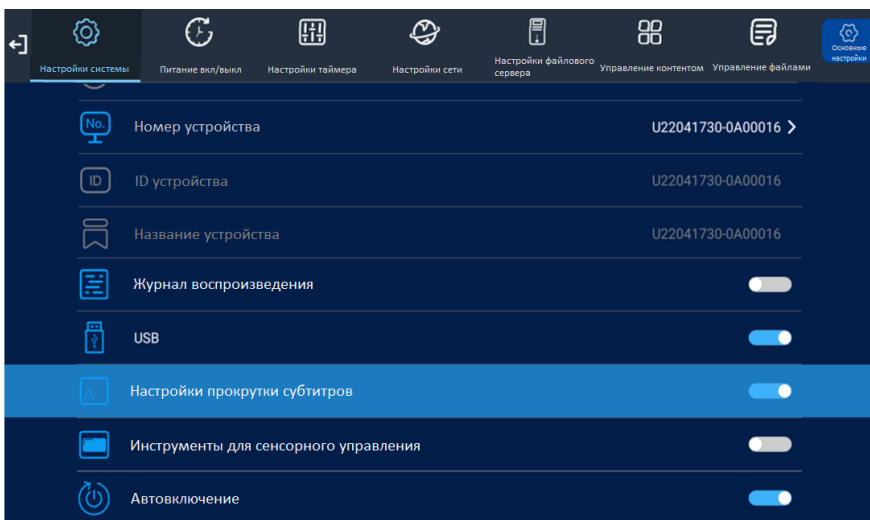 Настройки системы
Питание вкл/выкл
Настройки таймера
Настройки сети
Настройки файлового
сервера
Управление контентом
Управление файлами
Основные
настройки
No.
Номер устройства
U22041730-0A00016
ID
ID устройства
U22041730-0A00016
Название устройства
U22041730-0A00016
Журнал воспроизведения
USB
A...
Настройки прокрутки субтитров
Инструменты для сенсорного управления
Автовключение